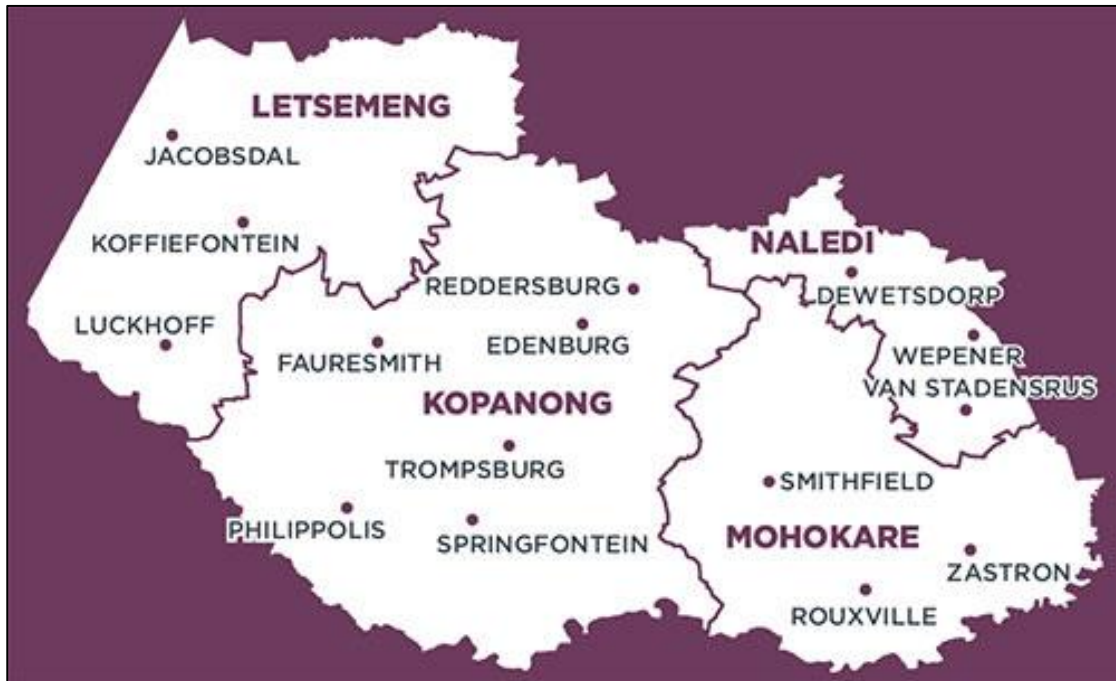 LETSEMENG
JACOBSDAL
KOFFIEFONTEIN
LUCKHOFF
NALEDI
DEWETSDORP
WEPENER
VAN STADENSRUS
REDDERSBURG
EDENBURG
FAURESMITH
KOPANONG
TROMPSBURG
PHILIPPOLIS
SPRINGFONTEIN
SMITHFIELD
MOHOKARE
ZASTRON
ROUXVILLE